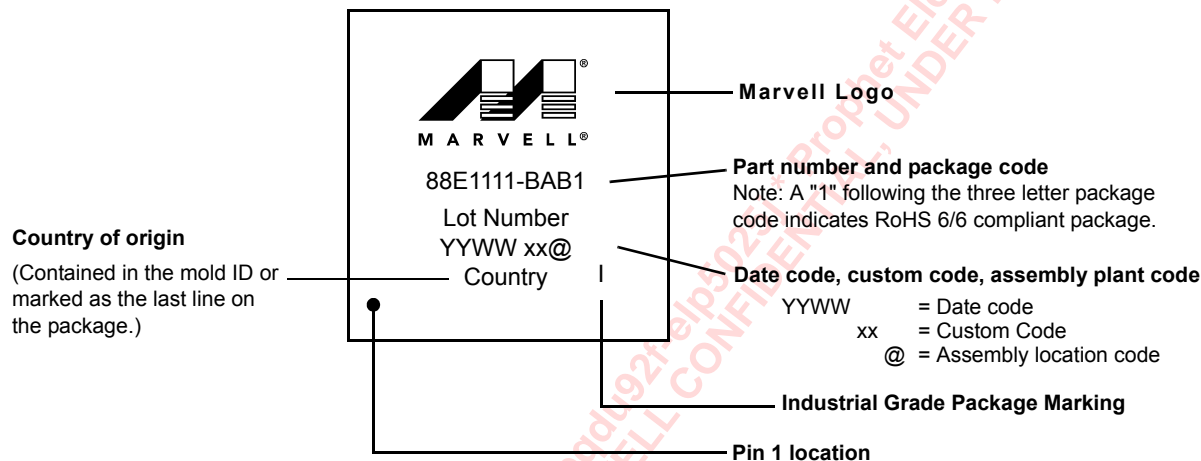 ®
MARVELL®
88E1111-BAB1
Lot Number
YYWW xx@
Country I
Marvell Logo
Part number and package code
Note: A "1" following the three letter package
code indicates RoHS 6/6 compliant package.
Country of origin
(Contained in the mold ID or
marked as the last line on
the package.)
Date code, custom code, assembly plant code
YYWW = Date code
xx = Custom Code
@ = Assembly location code
Industrial Grade Package Marking
Pin 1 location
CONFIDENTIAL, UNDER